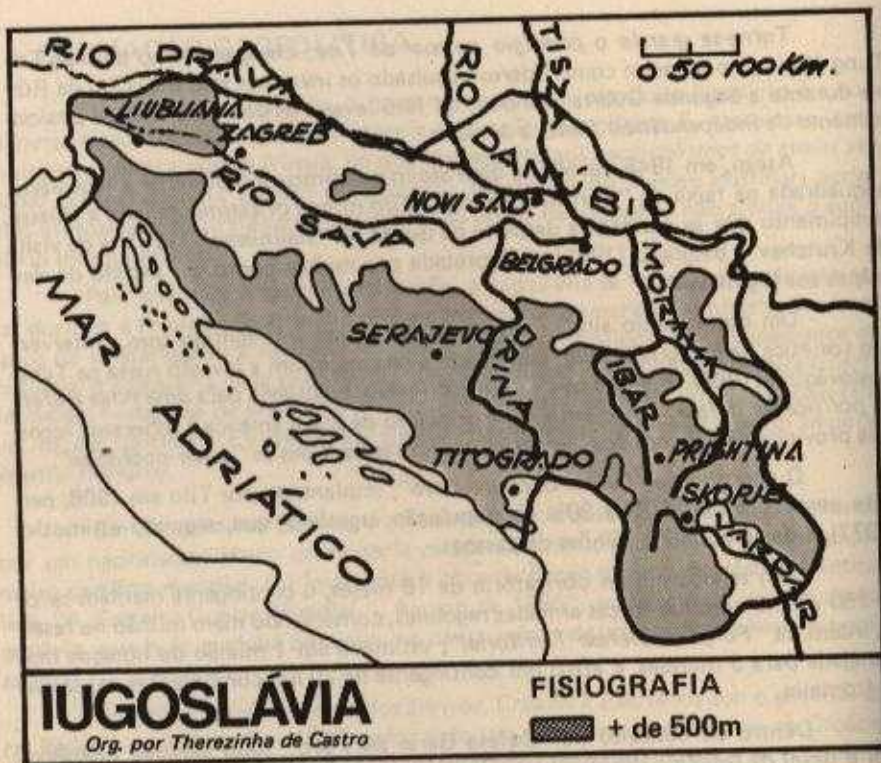 RIO DRAVA
RIO
TISZA
0 50 100 Km.
LIUBLIANA
ZAGREB
DANÚBIO
RIO SAVA
NOVI SAD
BELGRADO
MORAVA
MAR ADRIÁTICO
SERAJEVO
DRINA
IBAR
TITOGRADO
PRISHTINA
SKOPJE
VARDAR
IUGOSLÁVIA
Org. por Therezinha de Castro
FISIOGRAFIA
+ de 500m